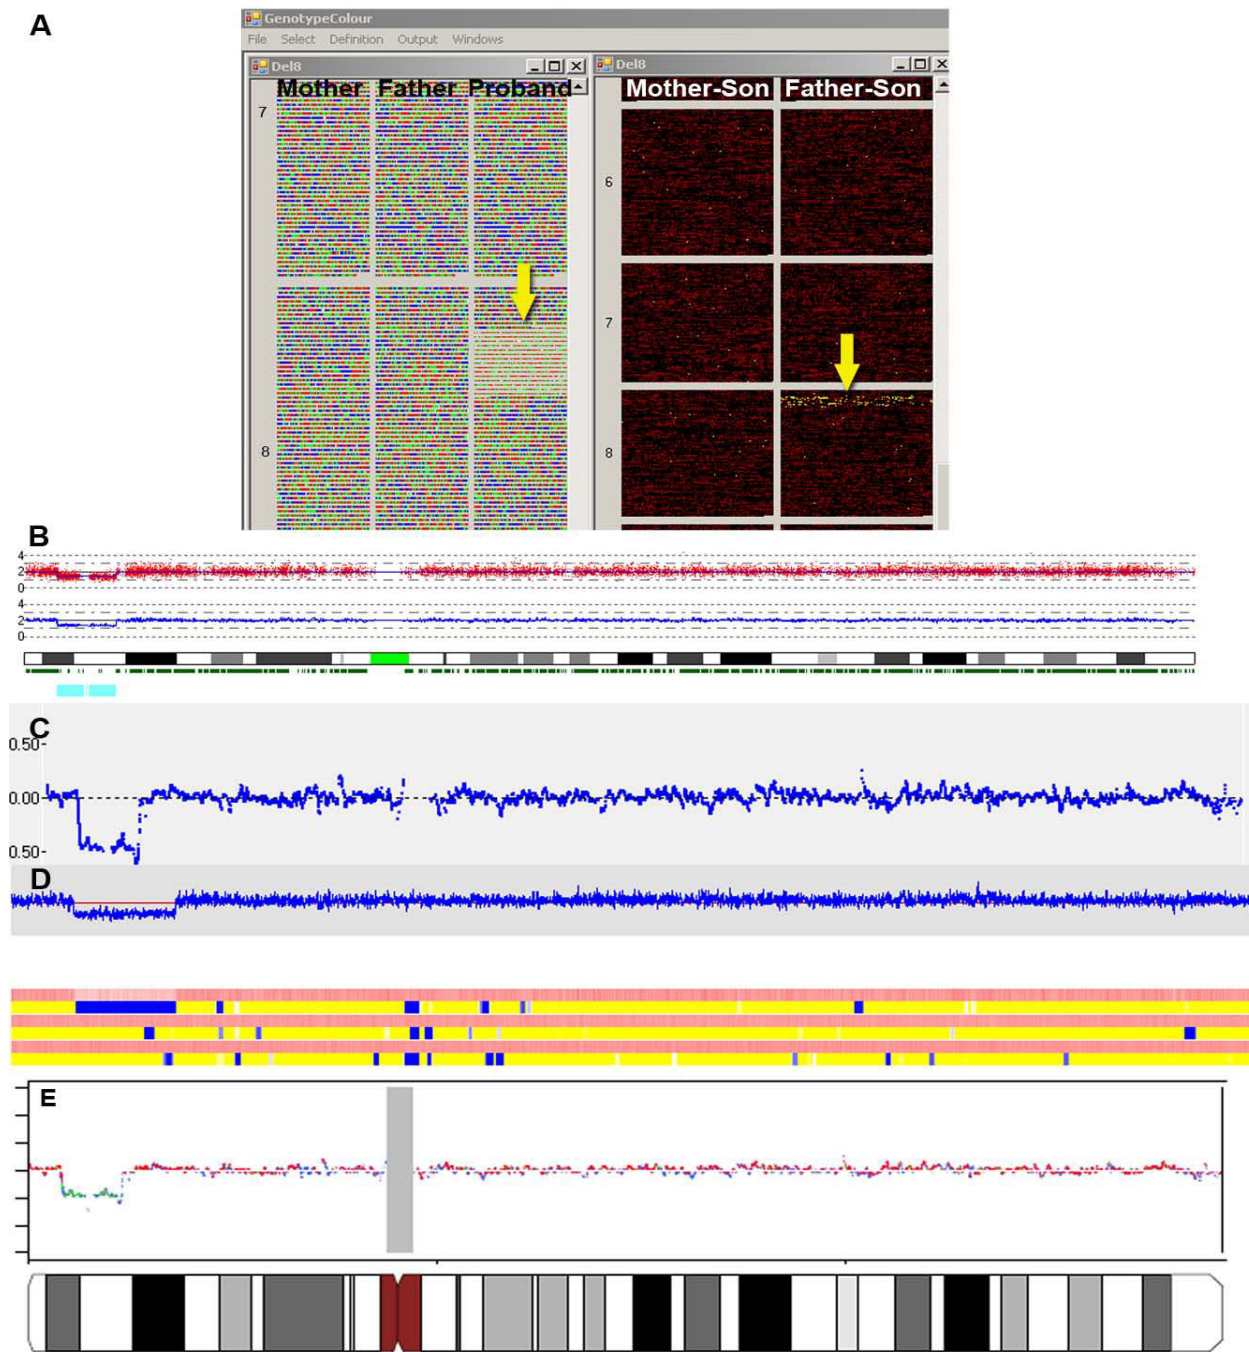 A
GenotypeColour
File Select Definition Output Windows
Del8
Del8
Mother Father Proband
Mother-Son Father-Son
7
8
6
7
8
B
4
2
0
4
2
0
C
0.50-
0.00
0.50-
D
E